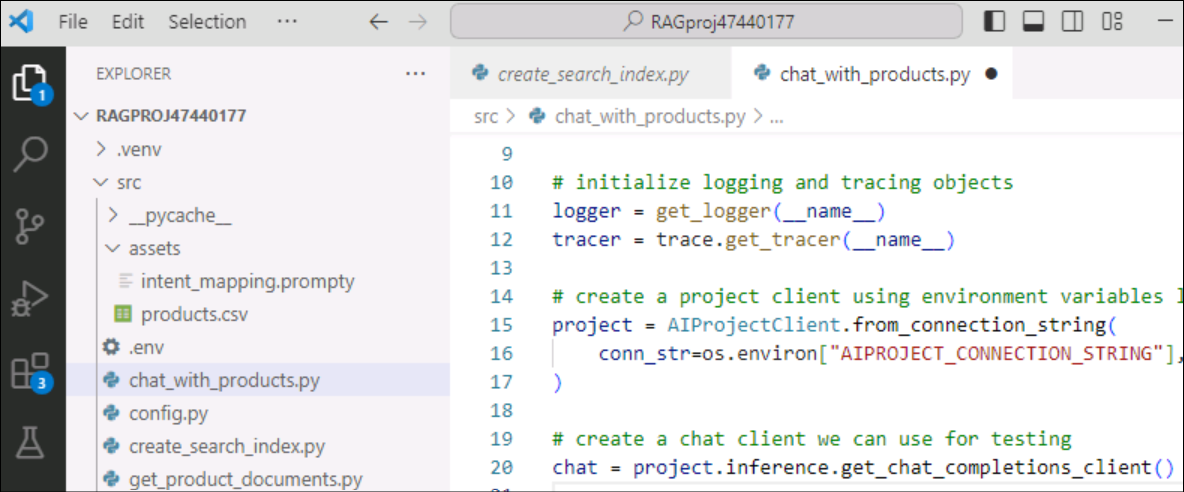 File Edit Selection ··· RAGproj47440177
EXPLORER ···
1
RAGPROJ47440177
.venv
src
__pycache__
assets
intent_mapping.prompty
products.csv
.env
chat_with_products.py
3
config.py
create_search_index.py
get_product_documents.py
create_search_index.py chat_with_products.py
src > chat_with_products.py > ...
9
10 # initialize logging and tracing objects
11 logger = get_logger(__name__)
12 tracer = trace.get_tracer(__name__)
13
14 # create a project client using environment variables
15 project = AIProjectClient.from_connection_string(
16 conn_str=os.environ["AIPROJECT_CONNECTION_STRING"],
17 )
18
19 # create a chat client we can use for testing
20 chat = project.inference.get_chat_completions_client()